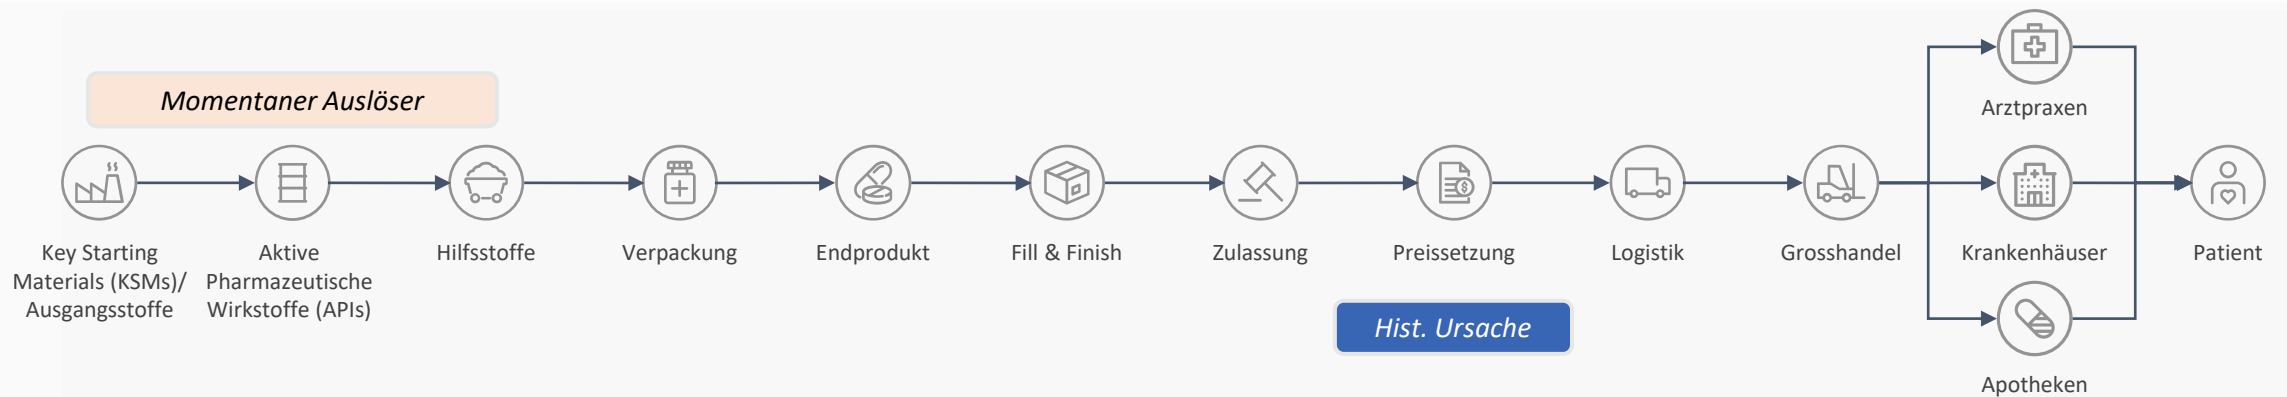 Momentaner Auslöser
Key Starting
Materials (KSMs)/
Ausgangsstoffe
Aktive
Pharmazeutische
Wirkstoffe (APIs)
Hilfsstoffe
Verpackung
Endprodukt
Fill & Finish
Zulassung
Preissetzung
Hist. Ursache
Logistik
Grosshandel
Arztpraxen
Krankenhäuser
Apotheken
Patient